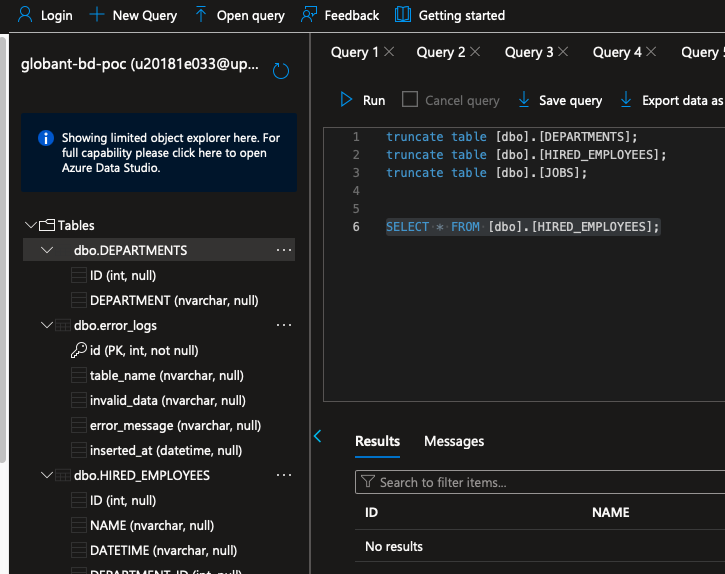 Login New Query Open query Feedback Getting started
globant-bd-poc (u20181e033@up...
Showing limited object explorer here. For
full capability please click here to open
Azure Data Studio.
Tables
dbo.DEPARTMENTS ...
ID (int, null)
DEPARTMENT (nvarchar, null)
dbo.error_logs ...
id (PK, int, not null)
table_name (nvarchar, null)
invalid_data (nvarchar, null)
error_message (nvarchar, null)
inserted_at (datetime, null)
dbo.HIRED_EMPLOYEES ...
ID (int, null)
NAME (nvarchar, null)
DATETIME (nvarchar, null)
DEPARTMENT_ID (int, null)
Query 1 Query 2 Query 3 Query 4 Query 5
Run Cancel query Save query Export data as
1 truncate table [dbo].[DEPARTMENTS];
2 truncate table [dbo].[HIRED_EMPLOYEES];
3 truncate table [dbo].[JOBS];
4
5
6 SELECT * FROM [dbo].[HIRED_EMPLOYEES];
Results Messages
Search to filter items...
ID NAME
No results